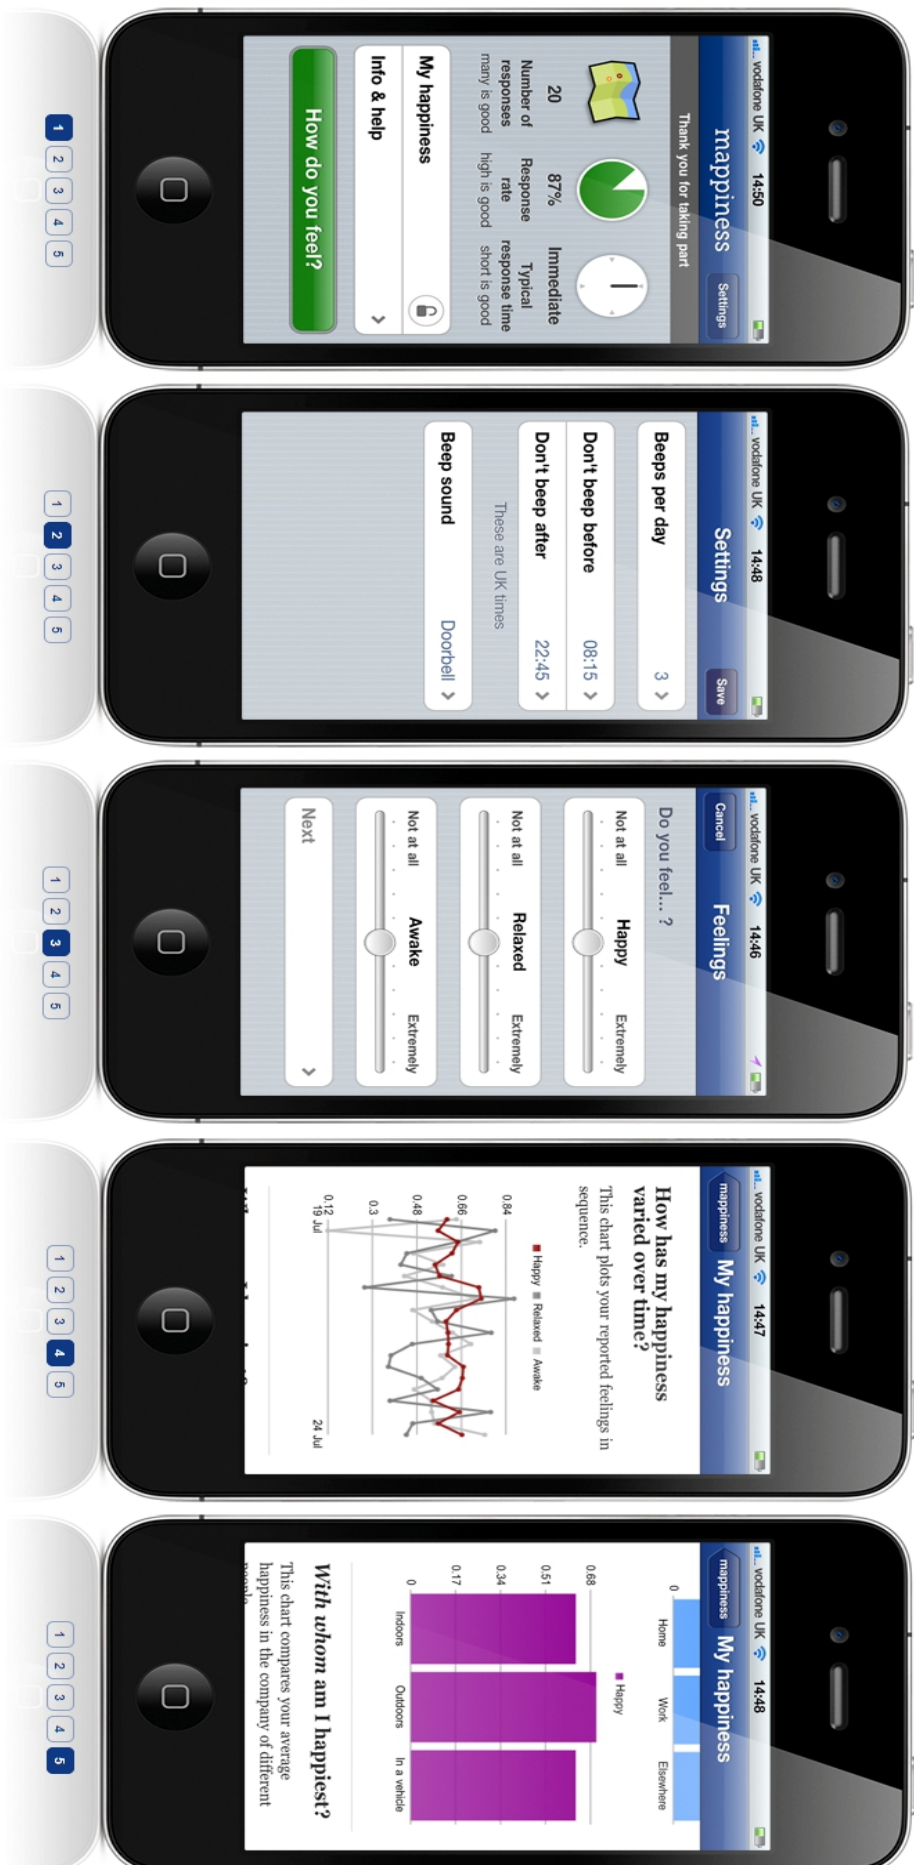 vodafone UK 14:50
mappiness
Settings
Thank you for taking part
20
Number of
responses
many is good
87%
Response
rate
high is good
Immediate
Typical
response time
short is good
My happiness
Info & help
How do you feel?
1 2 3 4 5
vodafone UK 14:48
Settings
Save
Beeps per day 3
Don't beep before 08:15
Don't beep after 22:45
These are UK times
Beep sound Doorbell
1 2 3 4 5
vodafone UK 14:46
Cancel
Feelings
Do you feel... ?
Not at all Happy Extremely
Not at all Relaxed Extremely
Not at all Awake Extremely
Next
1 2 3 4 5
vodafone UK 14:47
mappiness
My happiness
How has my happiness
varied over time?
This chart plots your reported feelings in
sequence.
Happy Relaxed Awake
0.84
0.66
0.48
0.3
0.12
19 Jul 24 Jul
1 2 3 4 5
vodafone UK 14:48
mappiness
My happiness
0
Home Work Elsewhere
Happy
0.68
0.51
0.34
0.17
0
Indoors Outdoors In a vehicle
With whom am I happiest?
This chart compares your average
happiness in the company of different
people
1 2 3 4 5